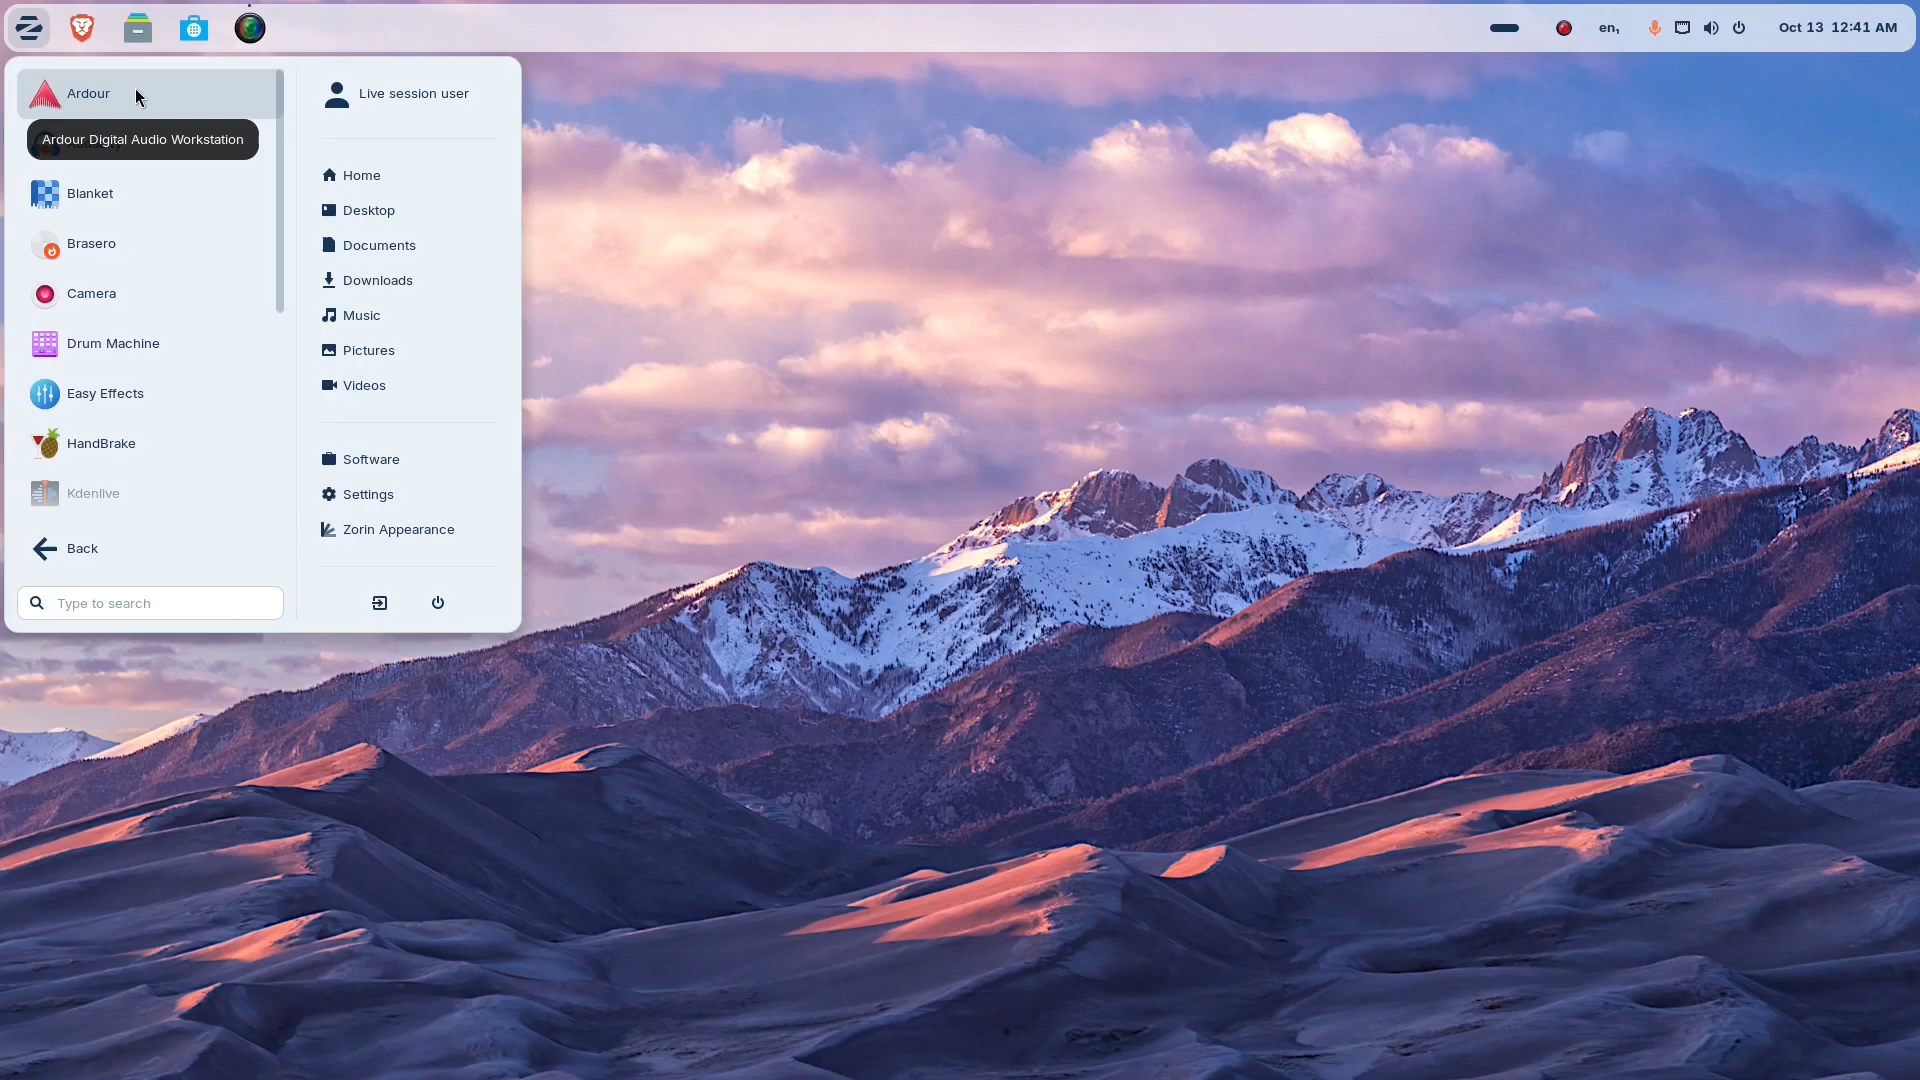 en₁
Oct 13 12:41 AM
Ardour
Ardour Digital Audio Workstation
Blanket
Brasero
Camera
Drum Machine
Easy Effects
HandBrake
Kdenlive
Back
Type to search
Live session user
Home
Desktop
Documents
Downloads
Music
Pictures
Videos
Software
Settings
Zorin Appearance